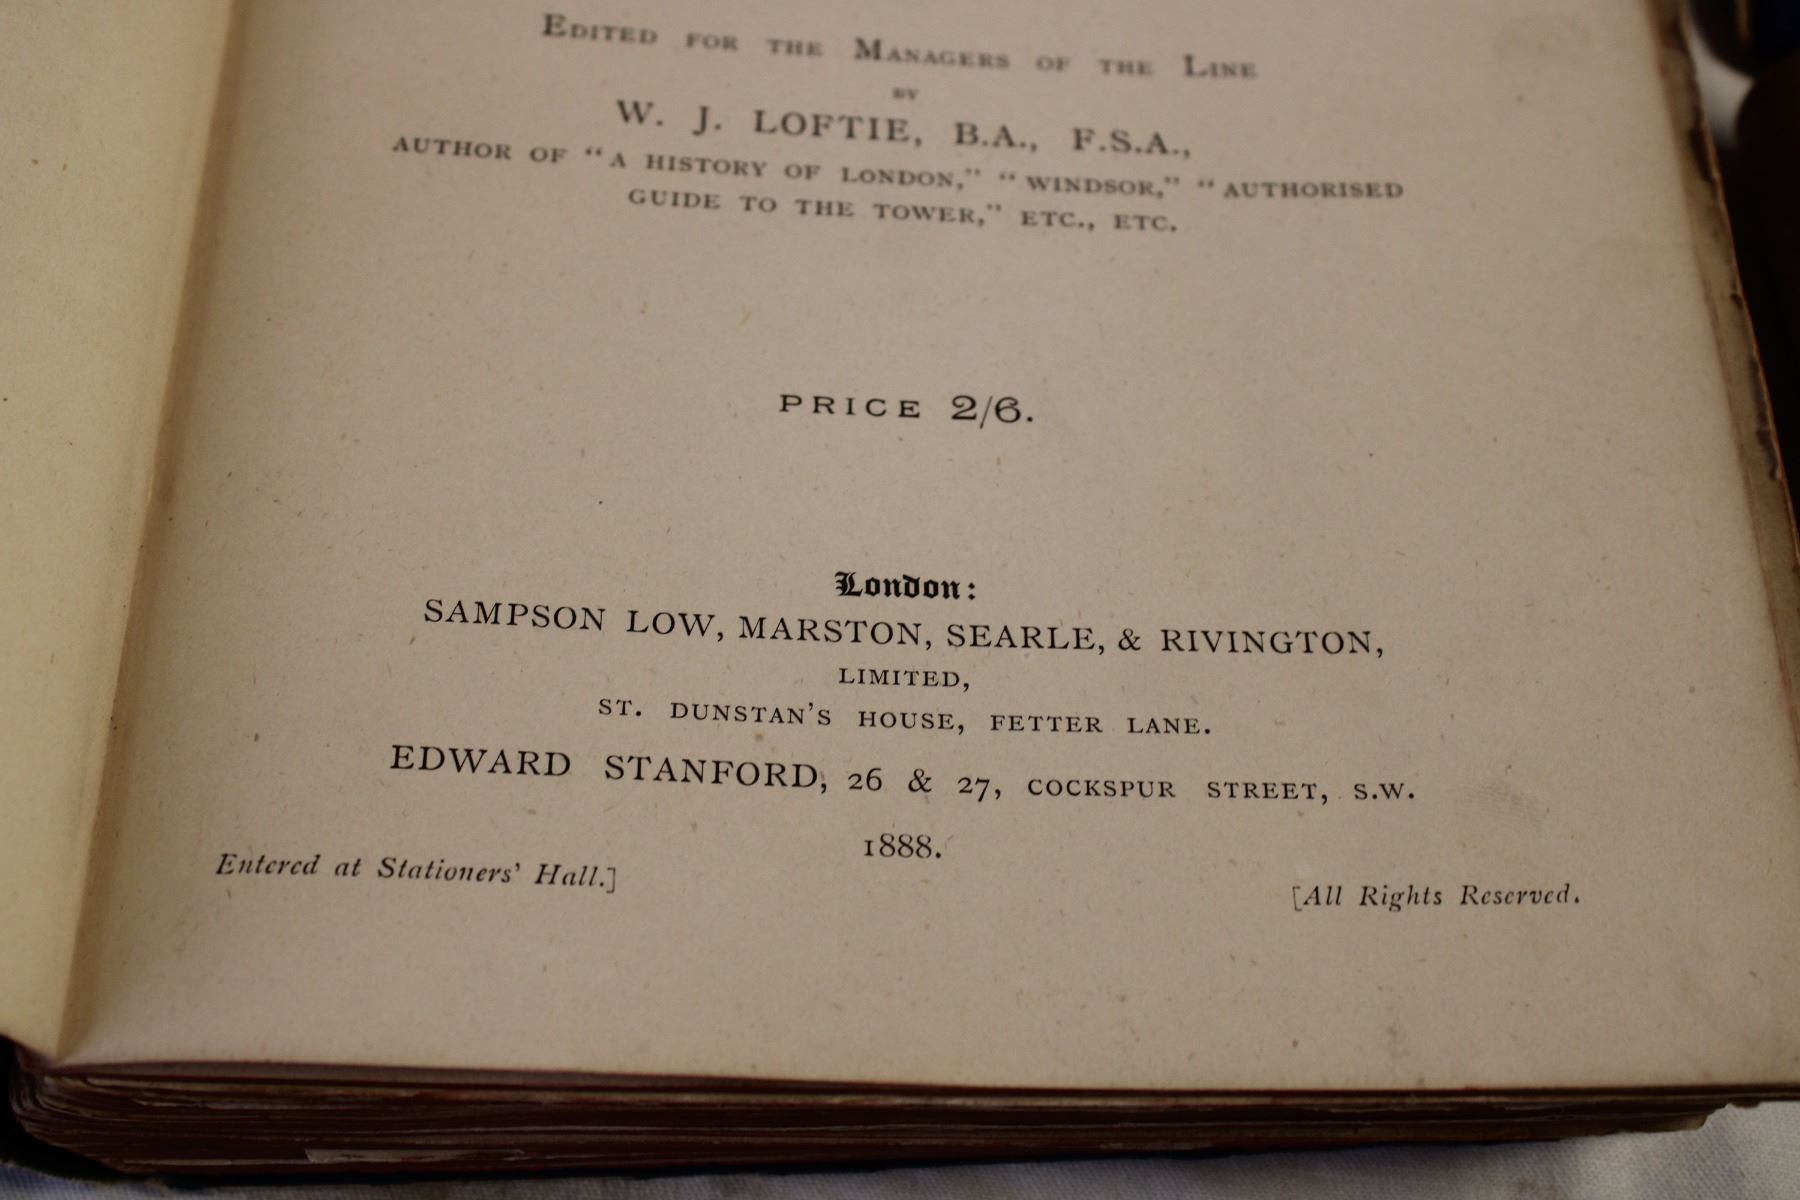 Edited for the Managers of the Line
BY
W. J. LOFTIE, B.A., F.S.A.,
AUTHOR OF "A HISTORY OF LONDON," "WINDSOR," "AUTHORISED
GUIDE TO THE TOWER," ETC., ETC.
PRICE 2/6.
London:
SAMPSON LOW, MARSTON, SEARLE, & RIVINGTON,
LIMITED,
ST. DUNSTAN'S HOUSE, FETTER LANE.
EDWARD STANFORD, 26 & 27, COCKSPUR STREET, S.W.
1888.
Entered at Stationers' Hall.] [All Rights Reserved.